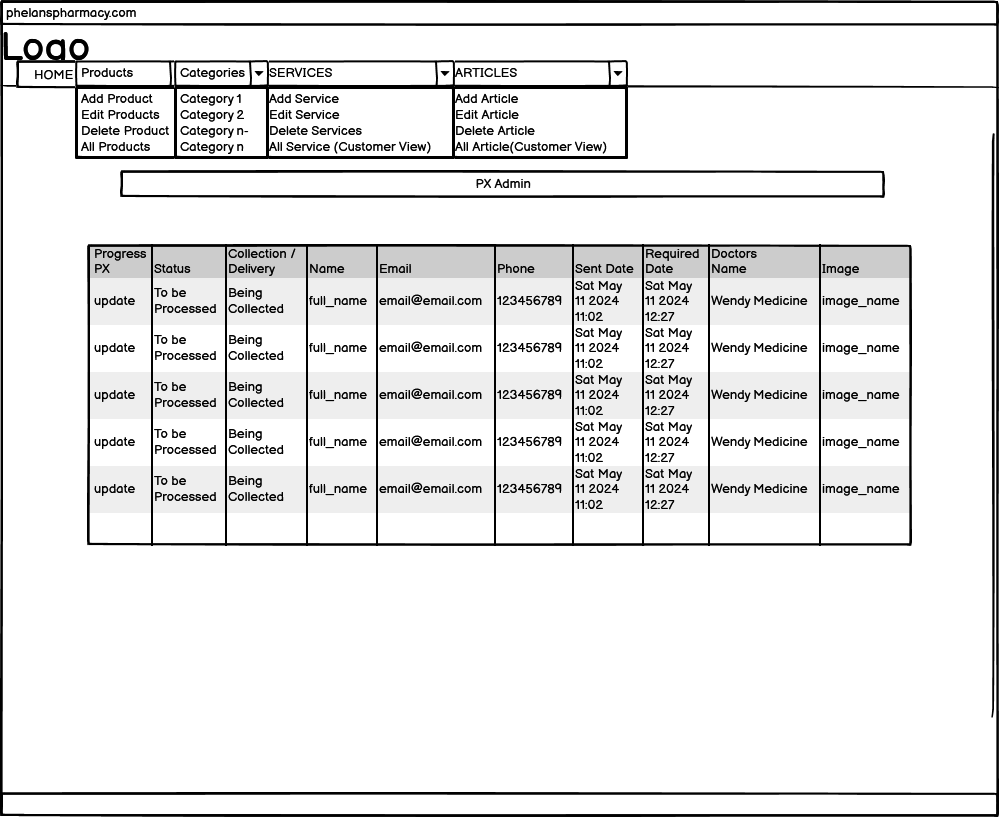 phelanspharmacy.com
Logo
HOME Products Categories SERVICES ARTICLES
Add Product Category 1 Add Service Add Article
Edit Products Category 2 Edit Service Edit Article
Delete Product Category n- Delete Services Delete Article
All Products Category n All Service (Customer View) All Article(Customer View)
PX Admin
Progress Collection / Required Doctors
PX Status Delivery Name Email Phone Sent Date Date Name Image
To be Being Sat May Sat May
update Processed Collected full_name email@email.com 123456789 11 2024 11 2024 Wendy Medicine image_name
11:02 12:27
To be Being Sat May Sat May
update Processed Collected full_name email@email.com 123456789 11 2024 11 2024 Wendy Medicine image_name
11:02 12:27
To be Being Sat May Sat May
update Processed Collected full_name email@email.com 123456789 11 2024 11 2024 Wendy Medicine image_name
11:02 12:27
To be Being Sat May Sat May
update Processed Collected full_name email@email.com 123456789 11 2024 11 2024 Wendy Medicine image_name
11:02 12:27
To be Being Sat May Sat May
update Processed Collected full_name email@email.com 123456789 11 2024 11 2024 Wendy Medicine image_name
11:02 12:27